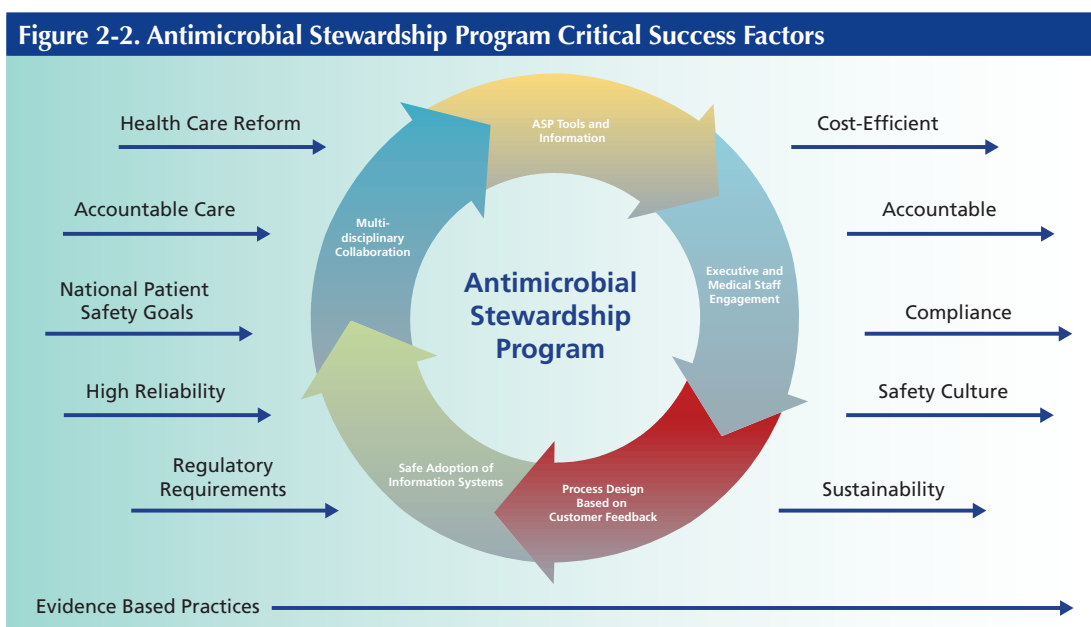 Figure 2-2. Antimicrobial Stewardship Program Critical Success Factors
Health Care Reform
Accountable Care
National Patient
Safety Goals
High Reliability
Regulatory
Requirements
ASP Tools and
Information
Executive and
Medical Staff
Engagement
Process Design
Based on
Customer Feedback
Safe Adoption of
Information Systems
Multi-
disciplinary
Collaboration
Antimicrobial
Stewardship
Program
Cost-Efficient
Accountable
Compliance
Safety Culture
Sustainability
Evidence Based Practices